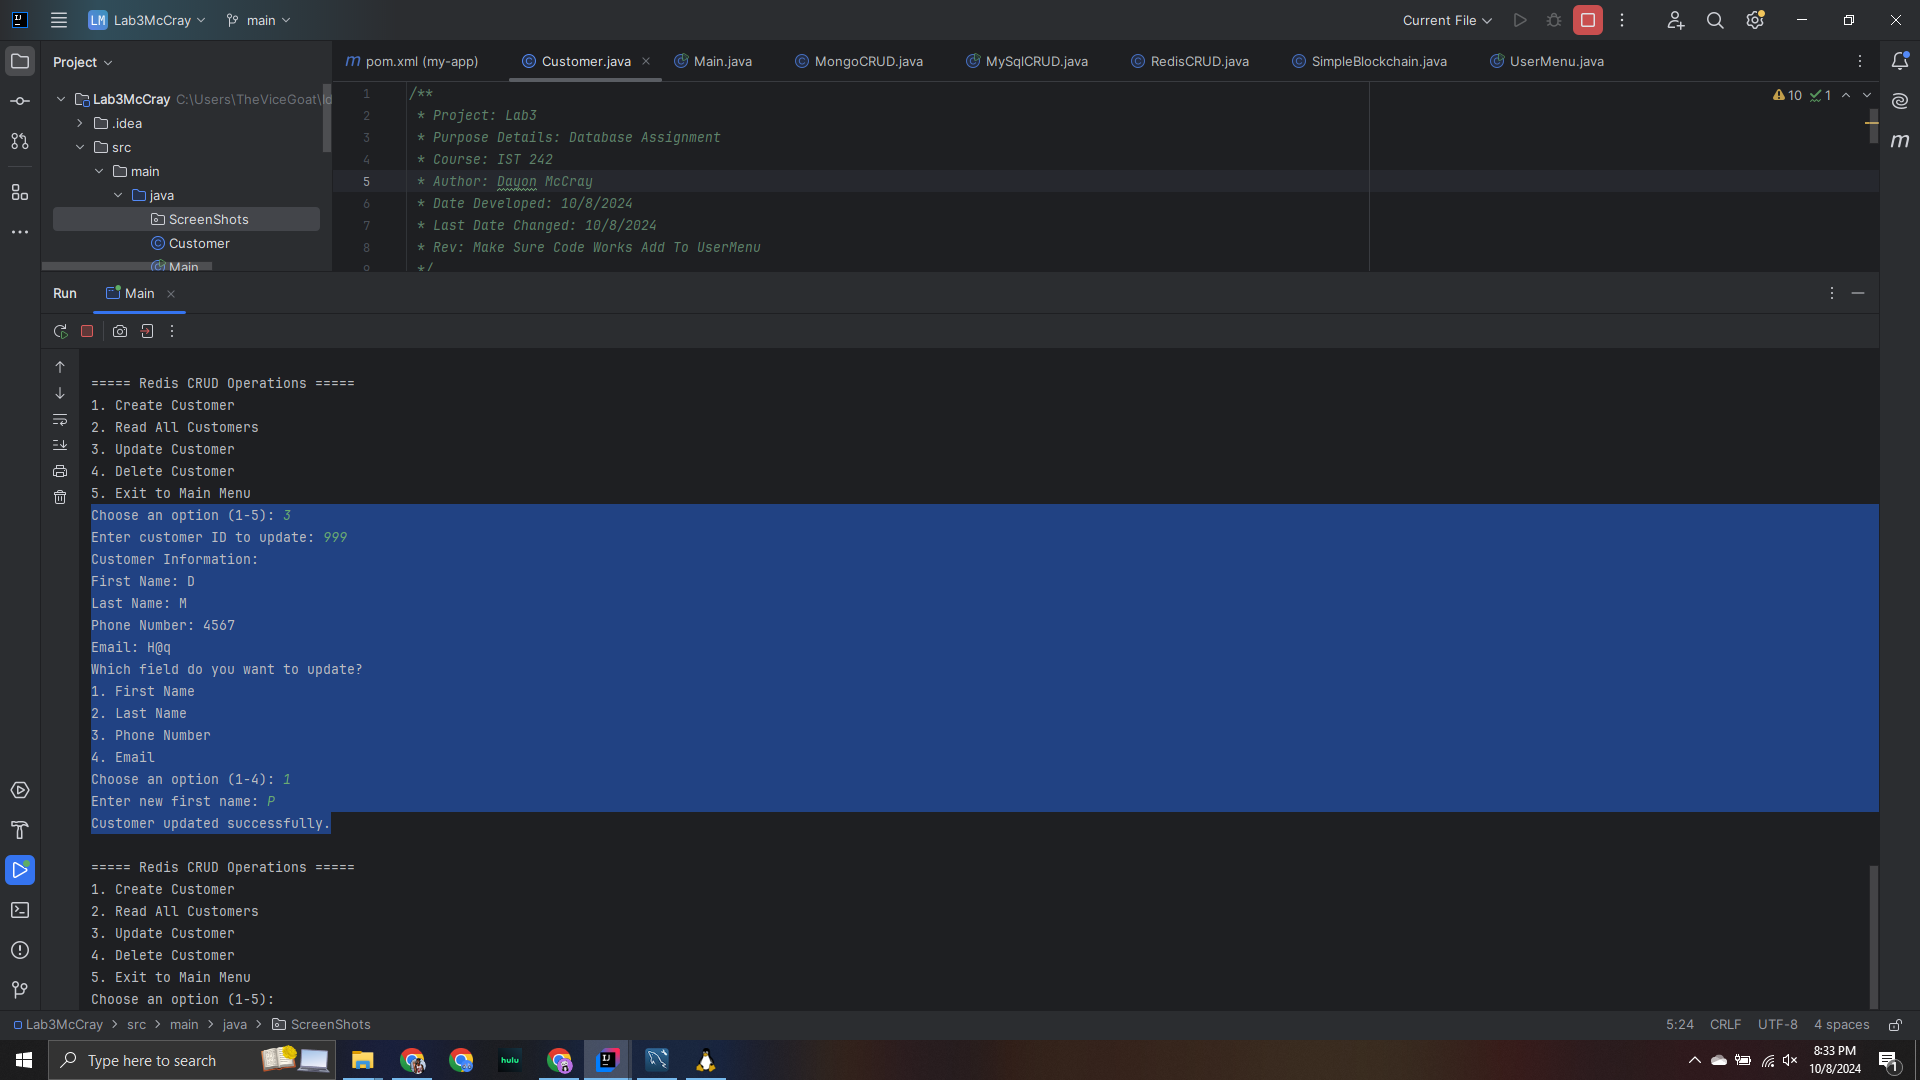 LM Lab3McCray main Current File
Project
pom.xml (my-app) Customer.java Main.java MongoCRUD.java MySqlCRUD.java RedisCRUD.java SimpleBlockchain.java UserMenu.java
Lab3McCray C:\Users\TheViceGoat\Id
.idea
src
main
java
ScreenShots
Customer
Main
10 1
1 /**
2 * Project: Lab3
3 * Purpose Details: Database Assignment
4 * Course: IST 242
5 * Author: Dayon McCray
6 * Date Developed: 10/8/2024
7 * Last Date Changed: 10/8/2024
8 * Rev: Make Sure Code Works Add To UserMenu
9 */
Run Main
===== Redis CRUD Operations =====
1. Create Customer
2. Read All Customers
3. Update Customer
4. Delete Customer
5. Exit to Main Menu
Choose an option (1-5): 3
Enter customer ID to update: 999
Customer Information:
First Name: D
Last Name: M
Phone Number: 4567
Email: H@q
Which field do you want to update?
1. First Name
2. Last Name
3. Phone Number
4. Email
Choose an option (1-4): 1
Enter new first name: P
Customer updated successfully.
===== Redis CRUD Operations =====
1. Create Customer
2. Read All Customers
3. Update Customer
4. Delete Customer
5. Exit to Main Menu
Choose an option (1-5):
Lab3McCray > src > main > java > ScreenShots 5:24 CRLF UTF-8 4 spaces
Type here to search
hulu
8:33 PM
10/8/2024
1